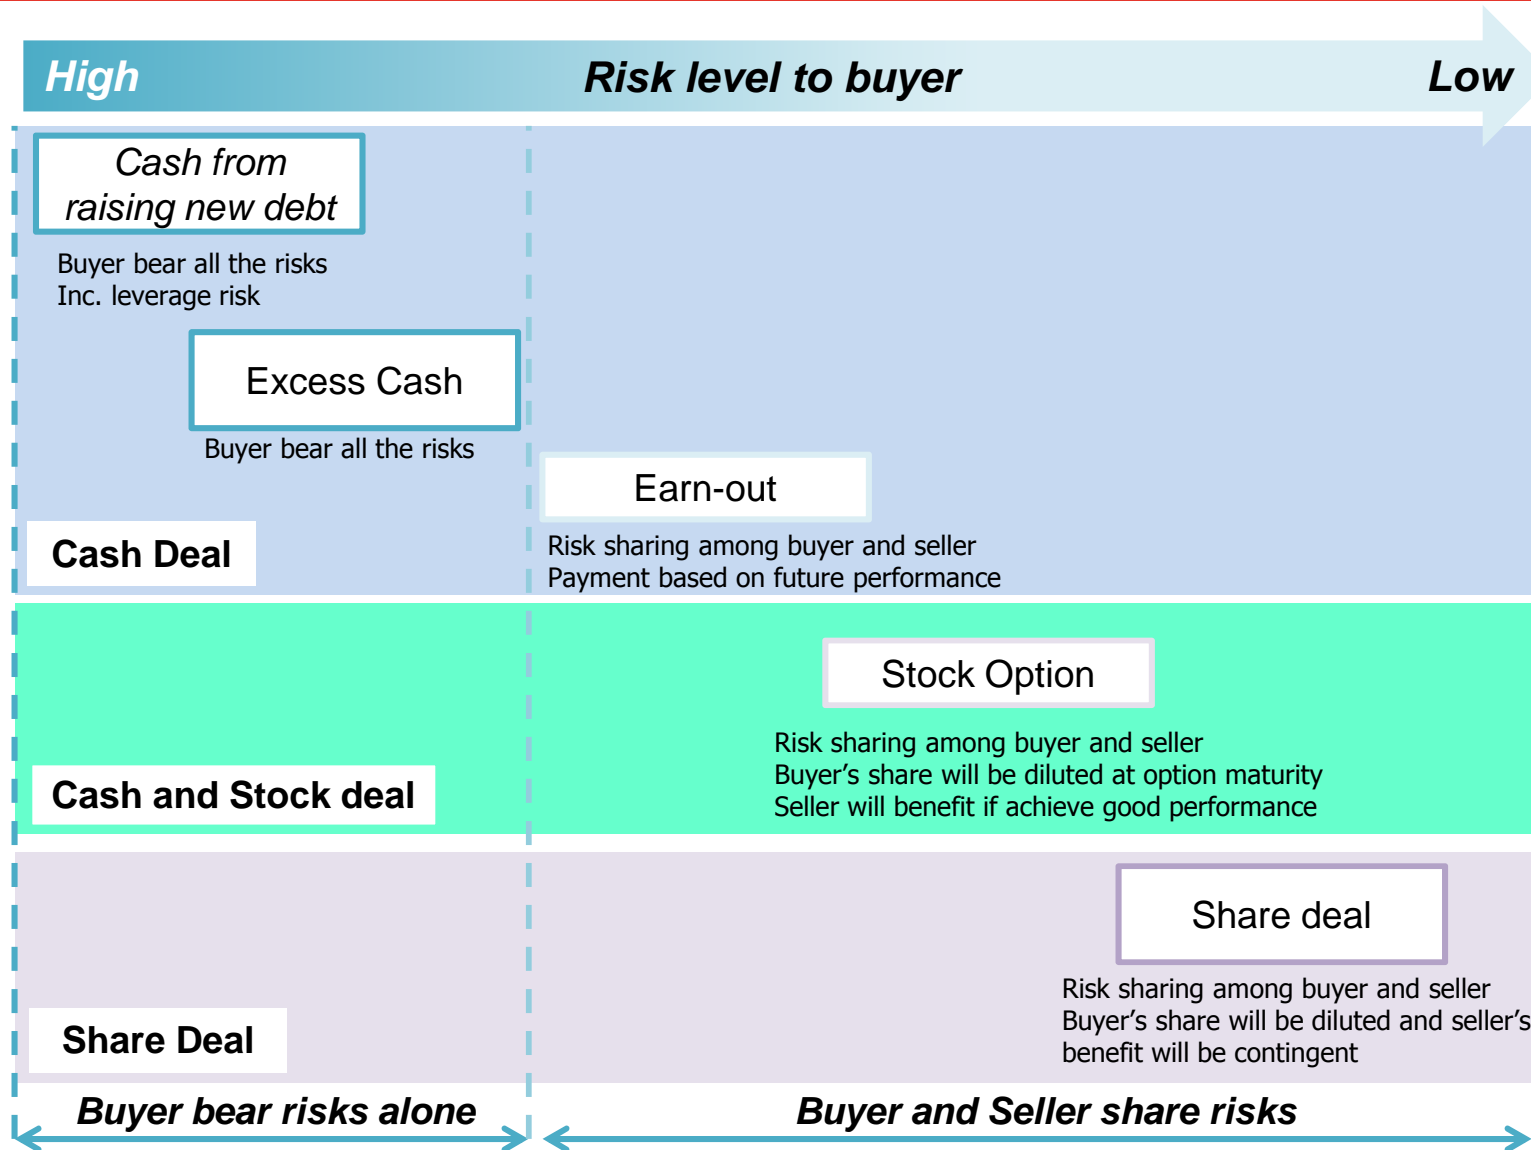 High Risk level to buyer Low
Cash from
raising new debt
Buyer bear all the risks
Inc. leverage risk
Excess Cash
Buyer bear all the risks
Earn-out
Risk sharing among buyer and seller
Payment based on future performance
Cash Deal
Stock Option
Risk sharing among buyer and seller
Buyer’s share will be diluted at option maturity
Seller will benefit if achieve good performance
Cash and Stock deal
Share deal
Risk sharing among buyer and seller
Buyer’s share will be diluted and seller’s
benefit will be contingent
Share Deal
Buyer bear risks alone
Buyer and Seller share risks